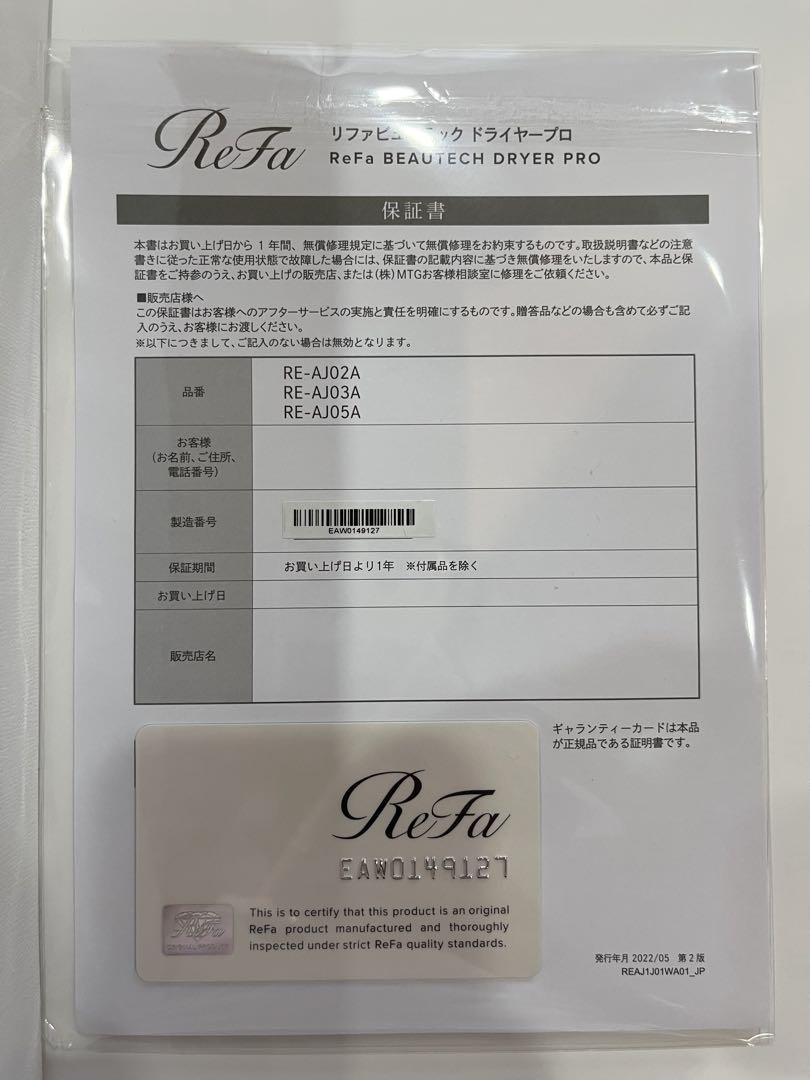 ReFa
リファビューテック ドライヤープロ
ReFa BEAUTECH DRYER PRO
保証書
本書はお買い上げ日から 1 年間、無償修理規定に基づいて無償修理をお約束するものです。取扱説明書などの注意
書きに従った正常な使用状態で故障した場合には、保証書の記載内容に基づき無償修理をいたしますので、本品と保
証書をご持参のうえ、お買い上げの販売店、または(株)MTGお客様相談室に修理をご依頼ください。
■販売店様へ
この保証書はお客様へのアフターサービスの実施と責任を明確にするものです。贈答品などの場合も含めて必ずご記
入のうえ、お客様にお渡しください。
※以下につきまして、ご記入のない場合は無効となります。
品番
RE-AJ02A
RE-AJ03A
RE-AJ05A
お客様
(お名前、ご住所、
電話番号)
製造番号
EAW0149127
保証期間
お買い上げ日より1年 ※付属品を除く
お買い上げ日
販売店名
ギャランティーカードは本品
が正規品である証明書です。
ReFa
EAW0149127
ReFa
ORIGINAL PRODUCT
This is to certify that this product is an original
ReFa product manufactured and thoroughly
inspected under strict ReFa quality standards.
発行年月 2022/05 第2版
REAJ1J01WA01_JP